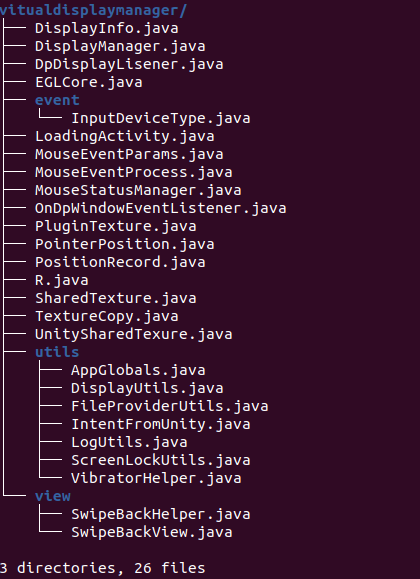 vitualdisplaymanager/
├── DisplayInfo.java
├── DisplayManager.java
├── DpDisplayLisener.java
├── EGLCore.java
├── event
│   └── InputDeviceType.java
├── LoadingActivity.java
├── MouseEventParams.java
├── MouseEventProcess.java
├── MouseStatusManager.java
├── OnDpWindowEventListener.java
├── PluginTexture.java
├── PointerPosition.java
├── PositionRecord.java
├── R.java
├── SharedTexture.java
├── TextureCopy.java
├── UnitySharedTexure.java
├── utils
│   ├── AppGlobals.java
│   ├── DisplayUtils.java
│   ├── FileProviderUtils.java
│   ├── IntentFromUnity.java
│   ├── LogUtils.java
│   ├── ScreenLockUtils.java
│   └── VibratorHelper.java
└── view
    ├── SwipeBackHelper.java
    └── SwipeBackView.java
3 directories, 26 files